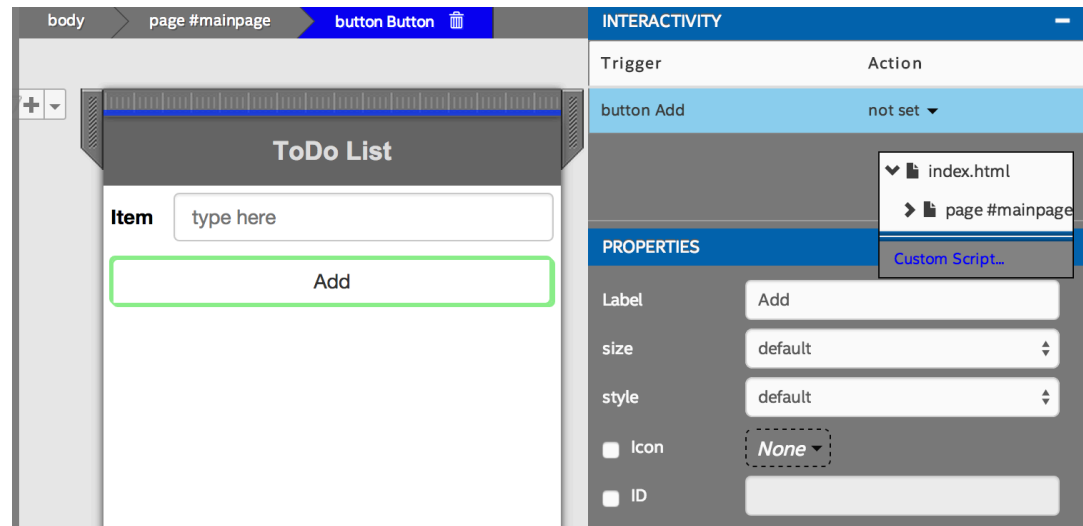 body page #mainpage button Button
INTERACTIVITY
Trigger Action
button Add not set
ToDo List
index.html
page #mainpage
Custom Script...
Item type here
Add
PROPERTIES
Label Add
size default
style default
Icon None
ID